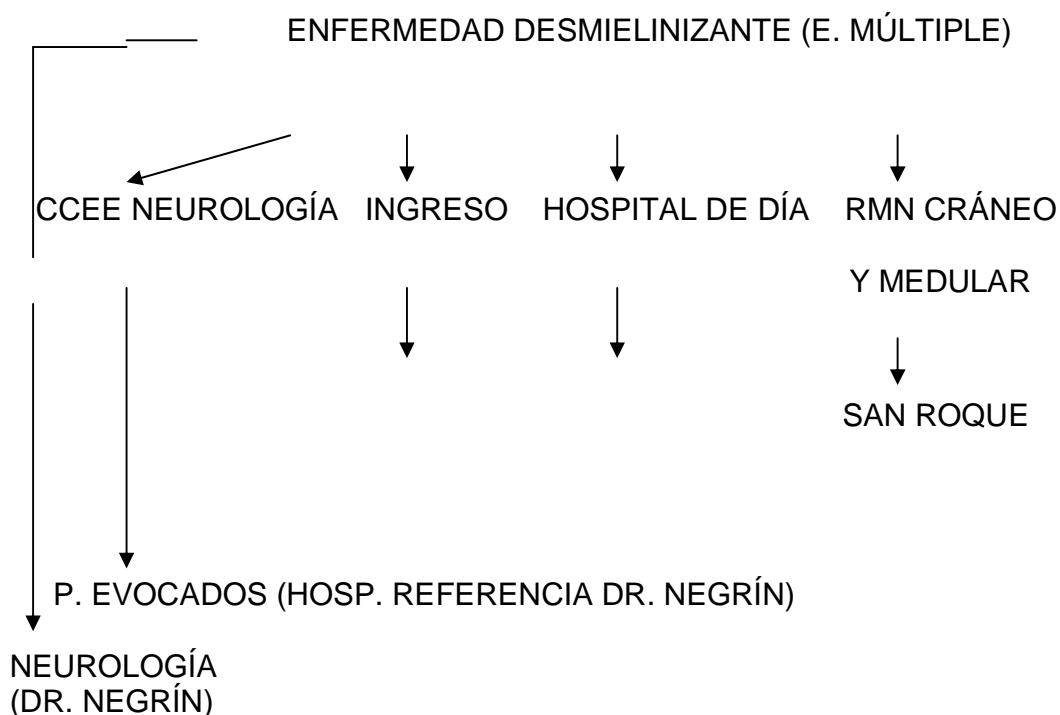 ENFERMEDAD DESMIELINIZANTE (E. MÚLTIPLE)
CCEE NEUROLOGÍA INGRESO HOSPITAL DE DÍA RMN CRÁNEO
Y MEDULAR
SAN ROQUE
P. EVOCADOS (HOSP. REFERENCIA DR. NEGRÍN)
NEUROLOGÍA
(DR. NEGRÍN)